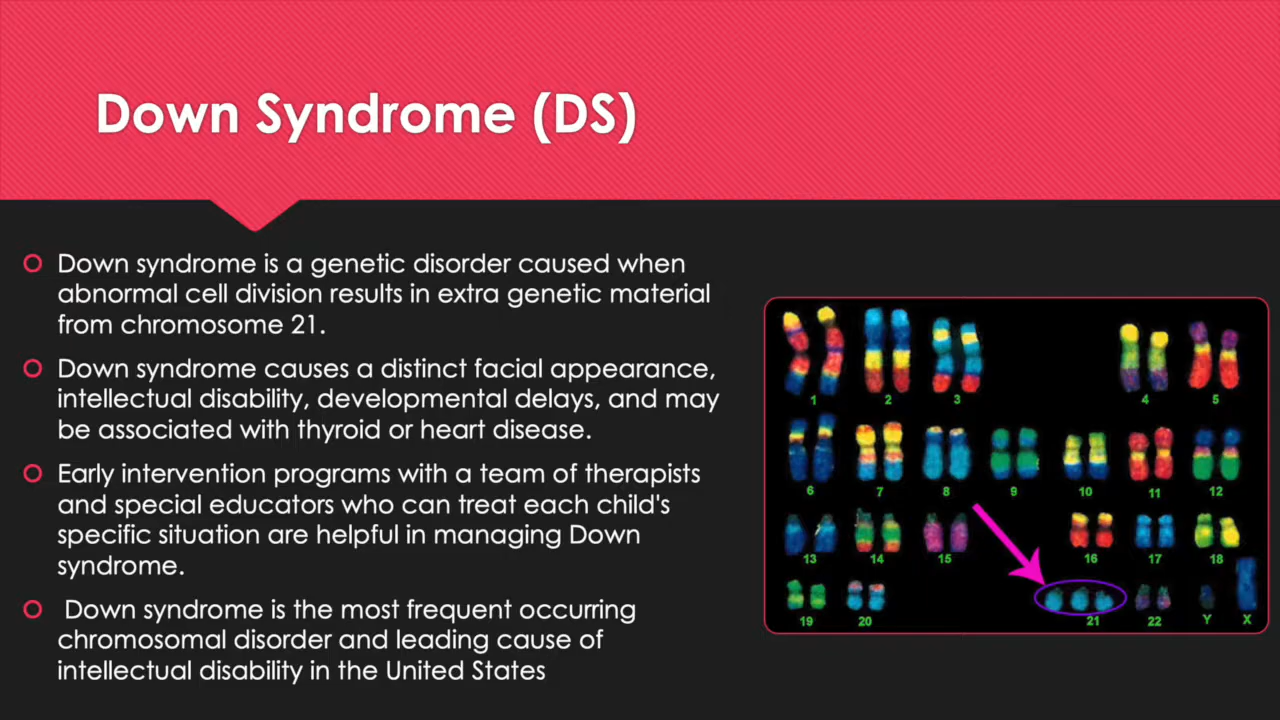 Down Syndrome (DS)
Down syndrome is a genetic disorder caused when
abnormal cell division results in extra genetic material
from chromosome 21.
Down syndrome causes a distinct facial appearance,
intellectual disability, developmental delays, and may
be associated with thyroid or heart disease.
Early intervention programs with a team of therapists
and special educators who can treat each child's
specific situation are helpful in managing Down
syndrome.
Down syndrome is the most frequent occurring
chromosomal disorder and leading cause of
intellectual disability in the United States
1 2 3 4 5
6 7 8 9 10 11 12
13 14 15 16 17 18
19 20 21 22 Y X